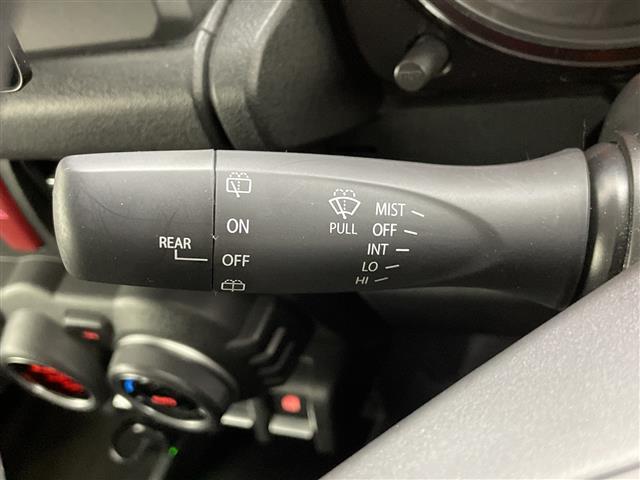 REAR
ON
OFF
PULL
MIST
OFF
INT
LO
HI